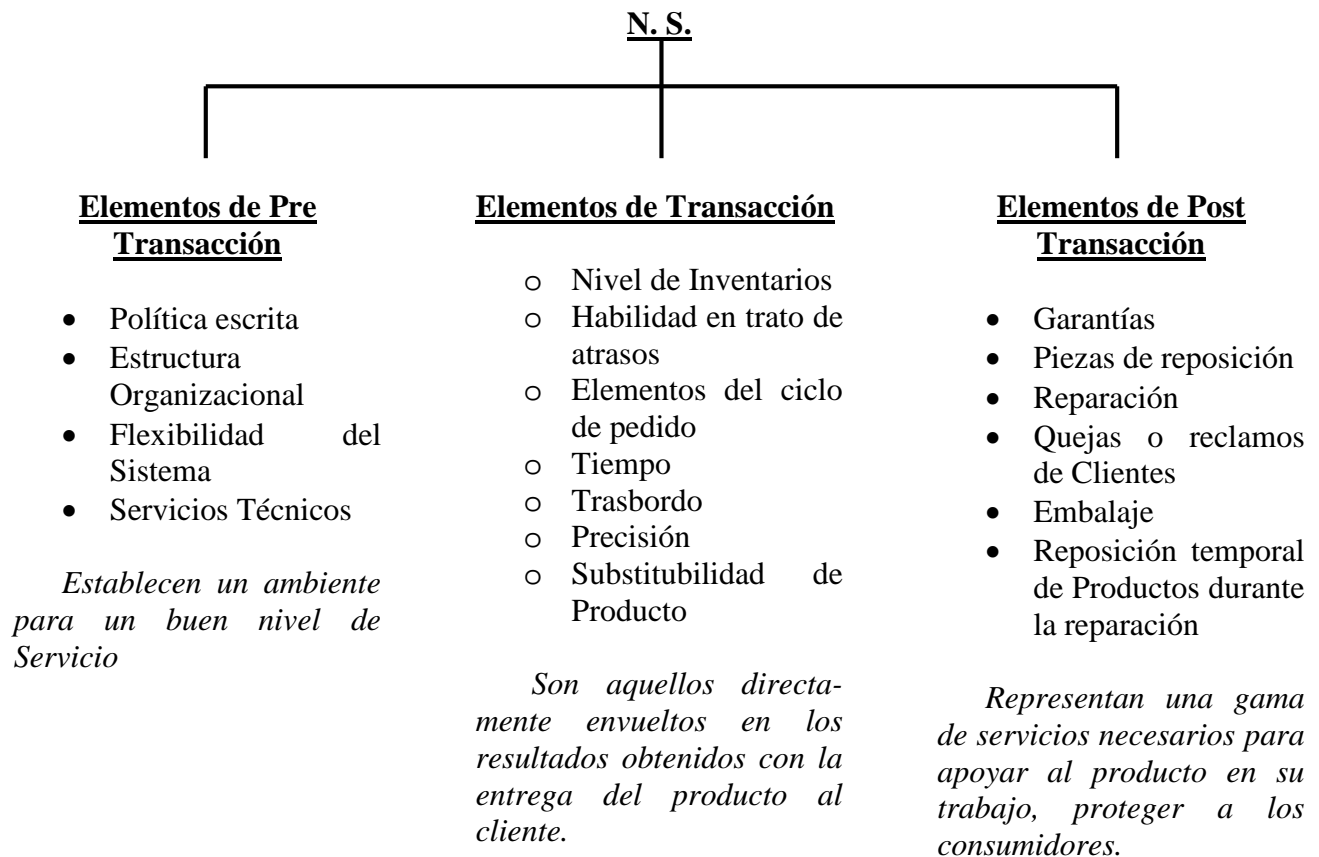 N. S.
Elementos de Pre
Transacción
• Política escrita
• Estructura
Organizacional
• Flexibilidad del
Sistema
• Servicios Técnicos
Establecen un ambiente
para un buen nivel de
Servicio
Elementos de Transacción
o Nivel de Inventarios
o Habilidad en trato de
atrasos
o Elementos del ciclo
de pedido
o Tiempo
o Trasbordo
o Precisión
o Substitubilidad de
Producto
Son aquellos directa-
mente envueltos en los
resultados obtenidos con la
entrega del producto al
cliente.
Elementos de Post
Transacción
• Garantías
• Piezas de reposición
• Reparación
• Quejas o reclamos
de Clientes
• Embalaje
• Reposición temporal
de Productos durante
la reparación
Representan una gama
de servicios necesarios para
apoyar al producto en su
trabajo, proteger a los
consumidores.